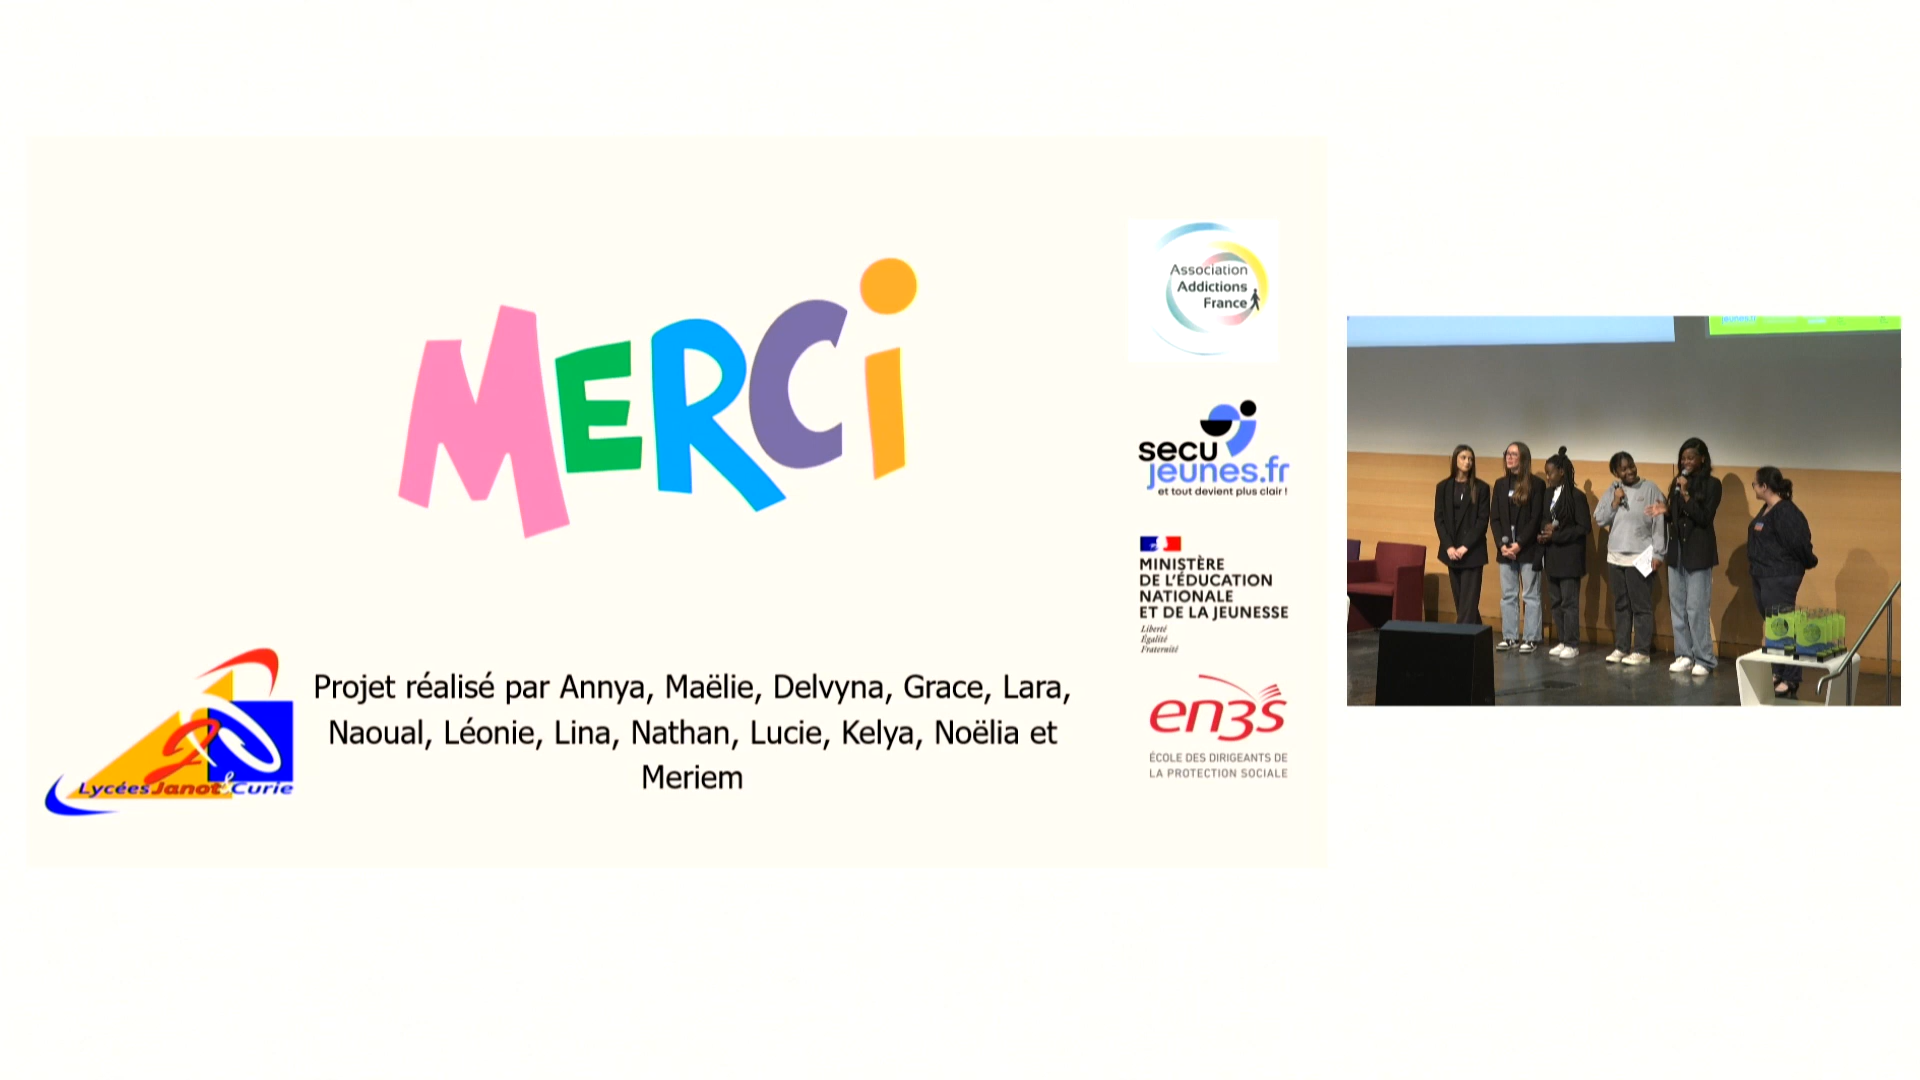 MERCi
Association
Addictions
France
secu
jeunes.fr
et tout devient plus clair !
MINISTÈRE
DE L'ÉDUCATION
NATIONALE
ET DE LA JEUNESSE
Liberté
Égalité
Fraternité
en3s
ÉCOLE DES DIRIGEANTS DE
LA PROTECTION SOCIALE
Lycées Janot & Curie
Projet réalisé par Annya, Maëlie, Delvyna, Grace, Lara,
Naoual, Léonie, Lina, Nathan, Lucie, Kelya, Noëlia et
Meriem